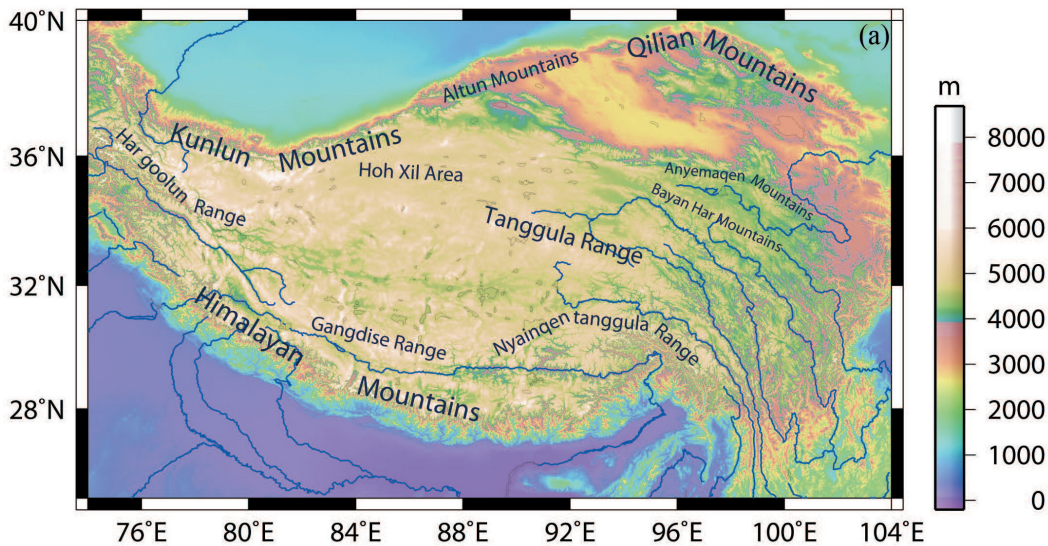 40°N
36°N
32°N
28°N
(a)
Qilian Mountains
Altun Mountains
Kunlun Mountains
Har goolun Range
Hoh Xil Area
Anyemaqen Mountains
Bayan Har Mountains
Tanggula Range
Himalayan Mountains
Gangdise Range
Nyainqen tanggula Range
76°E 80°E 84°E 88°E 92°E 96°E 100°E 104°E
m
8000
7000
6000
5000
4000
3000
2000
1000
0